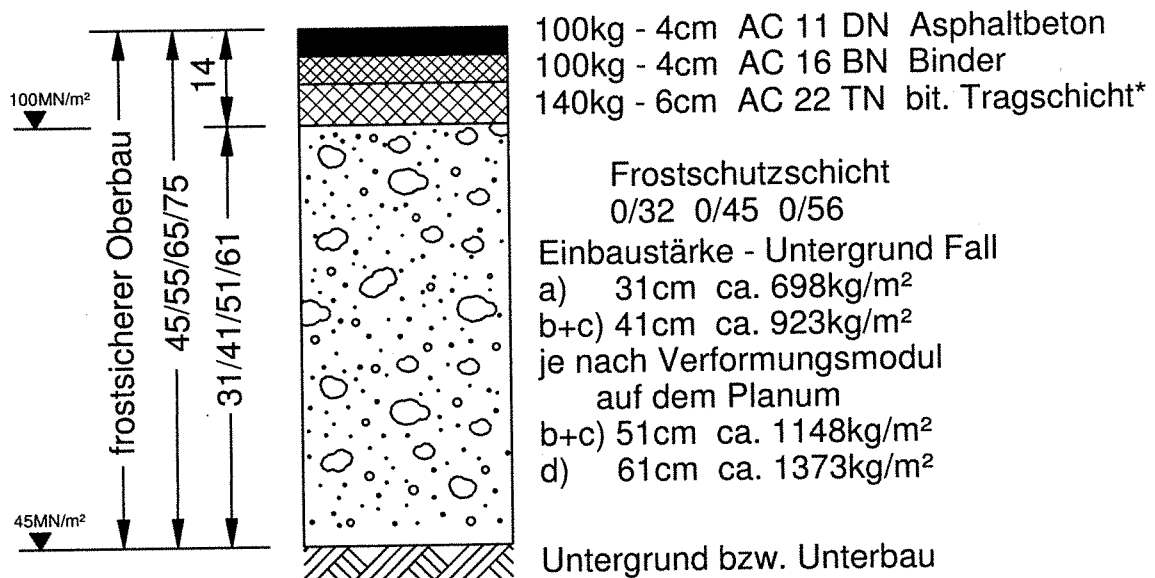 100kg - 4cm AC 11 DN Asphaltbeton
100kg - 4cm AC 16 BN Binder
140kg - 6cm AC 22 TN bit. Tragschicht*
14
100MN/m²
frostsicherer Oberbau
45/55/65/75
31/41/51/61
Frostschutzschicht
0/32 0/45 0/56
Einbaustärke - Untergrund Fall
a) 31cm ca. 698kg/m²
b+c) 41cm ca. 923kg/m²
je nach Verformungsmodul
auf dem Planum
b+c) 51cm ca. 1148kg/m²
d) 61cm ca. 1373kg/m²
45MN/m²
Untergrund bzw. Unterbau